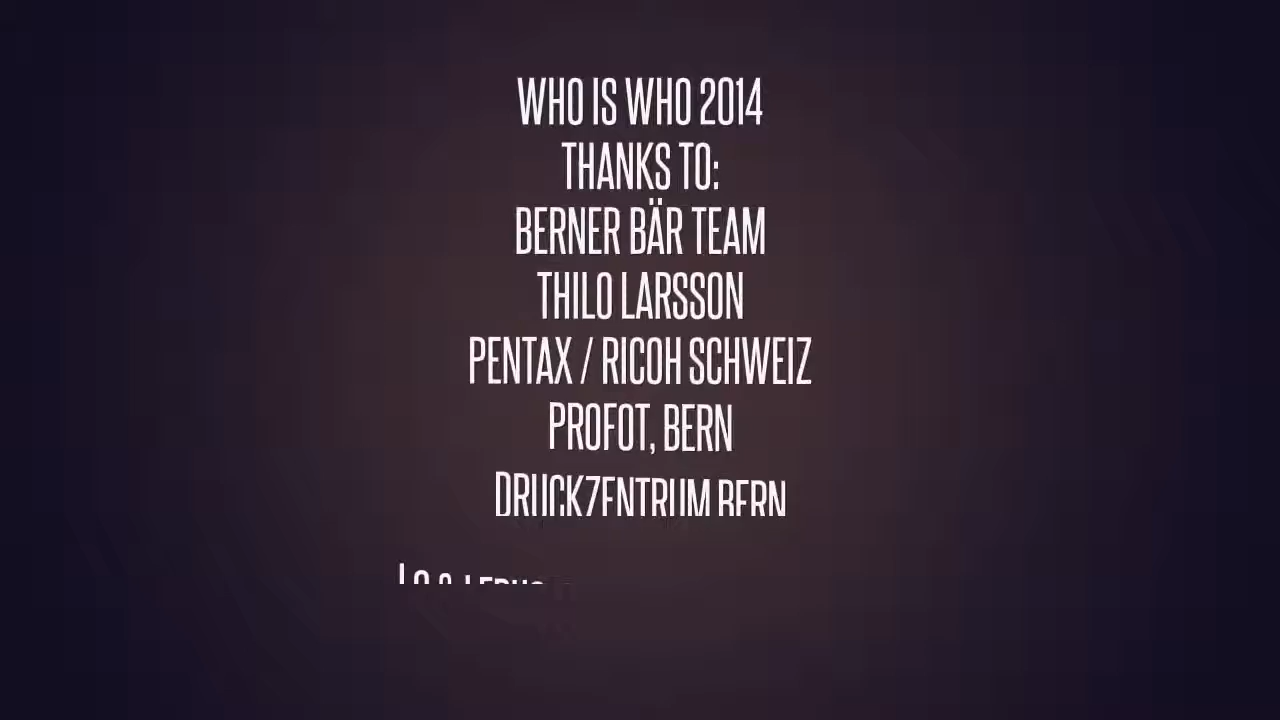 WHO IS WHO 2014
THANKS TO:
BERNER BÄR TEAM
THILO LARSSON
PENTAX / RICOH SCHWEIZ
PROFOT, BERN
DRUCKZENTRUM BERN